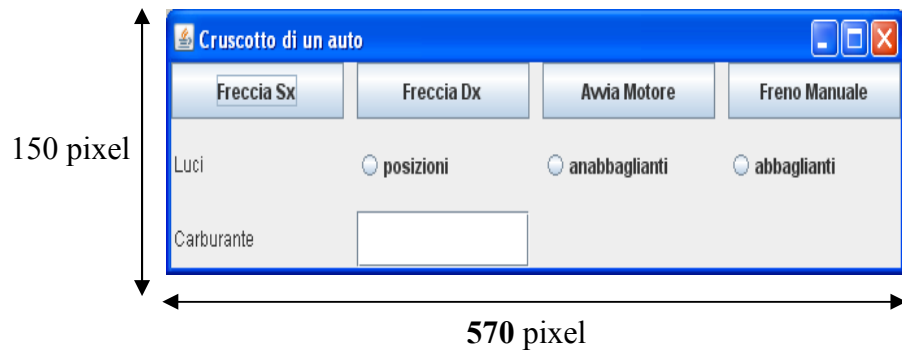 Cruscotto di un auto
Freccia Sx Freccia Dx Avvia Motore Freno Manuale
150 pixel
Luci posizioni anabbaglianti abbaglianti
Carburante
570 pixel